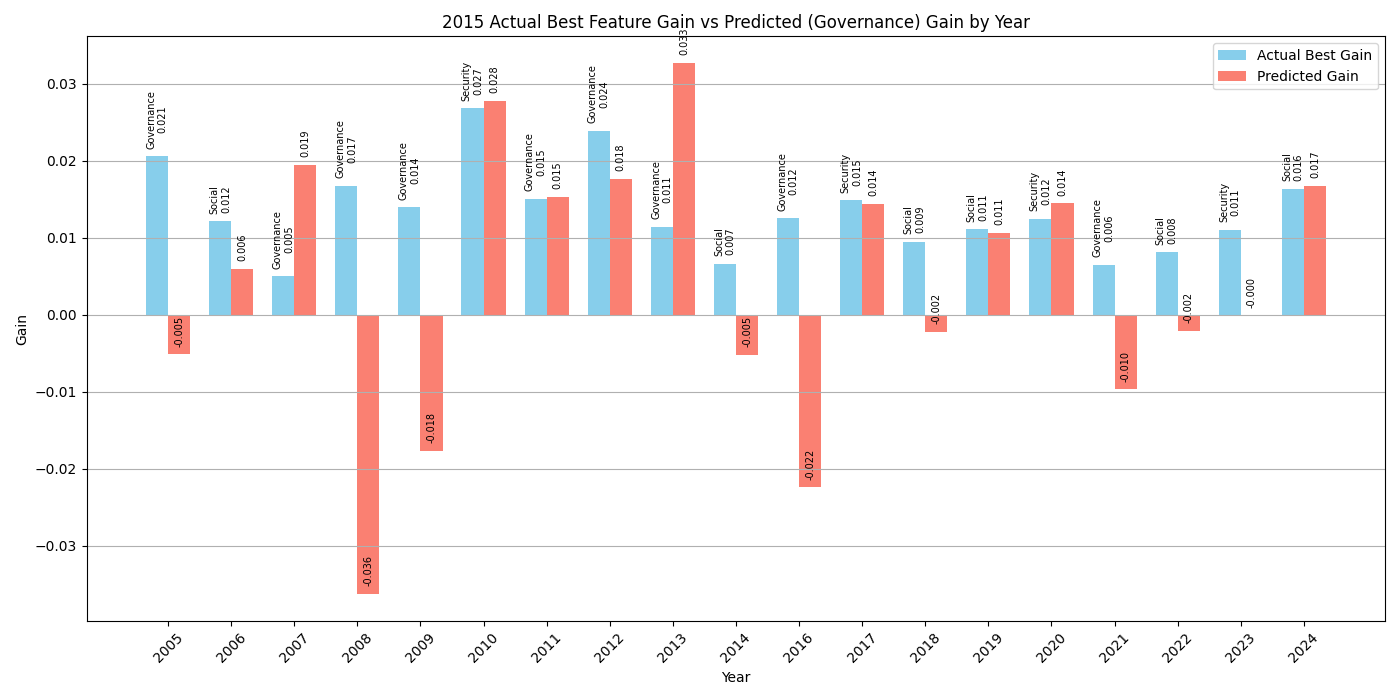 2015 Actual Best Feature Gain vs Predicted (Governance) Gain by Year
Actual Best Gain
Predicted Gain
Gain
0.03
0.02
0.01
0.00
−0.01
−0.02
−0.03
Governance
0.021
-0.005
Social
0.012
0.006
Governance
0.005
0.019
Governance
0.017
-0.036
Governance
0.014
-0.018
Security
0.027
0.028
Governance
0.015
0.015
Governance
0.024
0.018
Governance
0.011
0.033
Social
0.007
-0.005
Governance
0.012
-0.022
Security
0.015
0.014
Social
0.009
-0.002
Social
0.011
0.011
Security
0.012
0.014
Governance
0.006
-0.010
Social
0.008
-0.002
Security
0.011
-0.000
Social
0.016
0.017
2005
2006
2007
2008
2009
2010
2011
2012
2013
2014
2016
2017
2018
2019
2020
2021
2022
2023
2024
Year